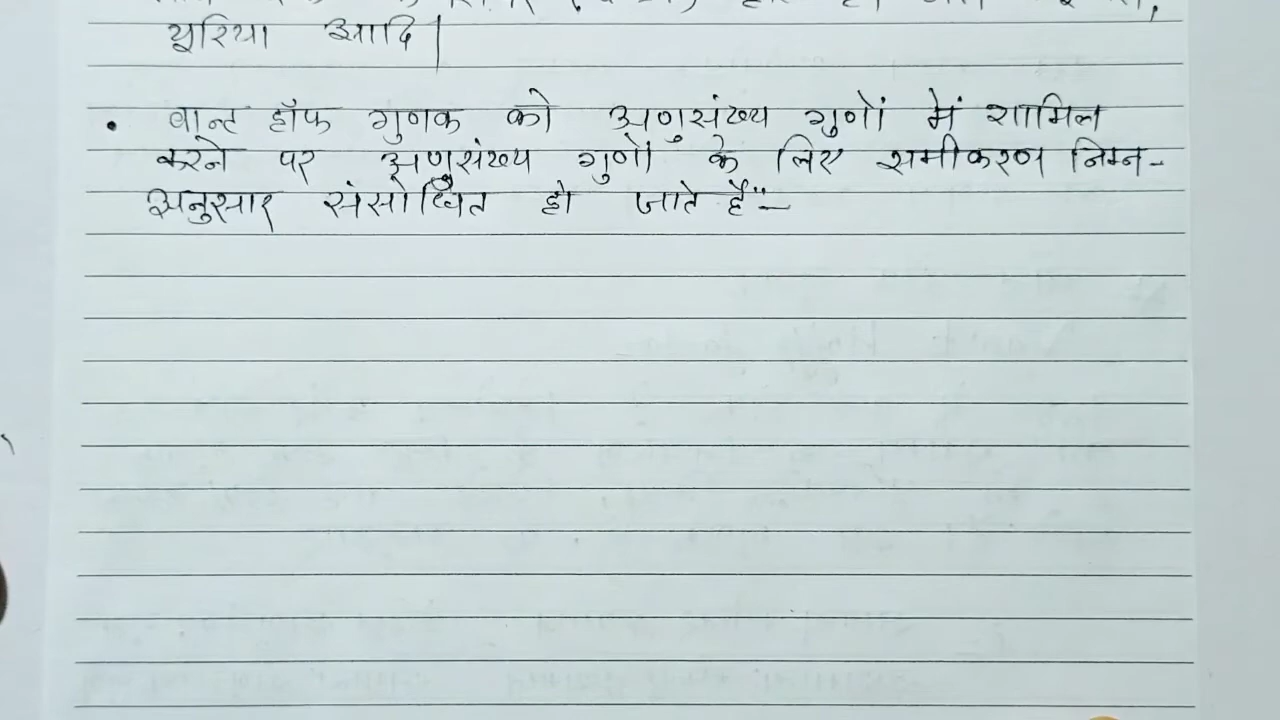 यूरिया आदि|
• वान्ट हॉफ गुणक को अणुसंख्य गुणों में शामिल
करने पर अणुसंख्य गुणों के लिए समीकरण निम्न-
अनुसार संसोधित हो जाते हैं:-